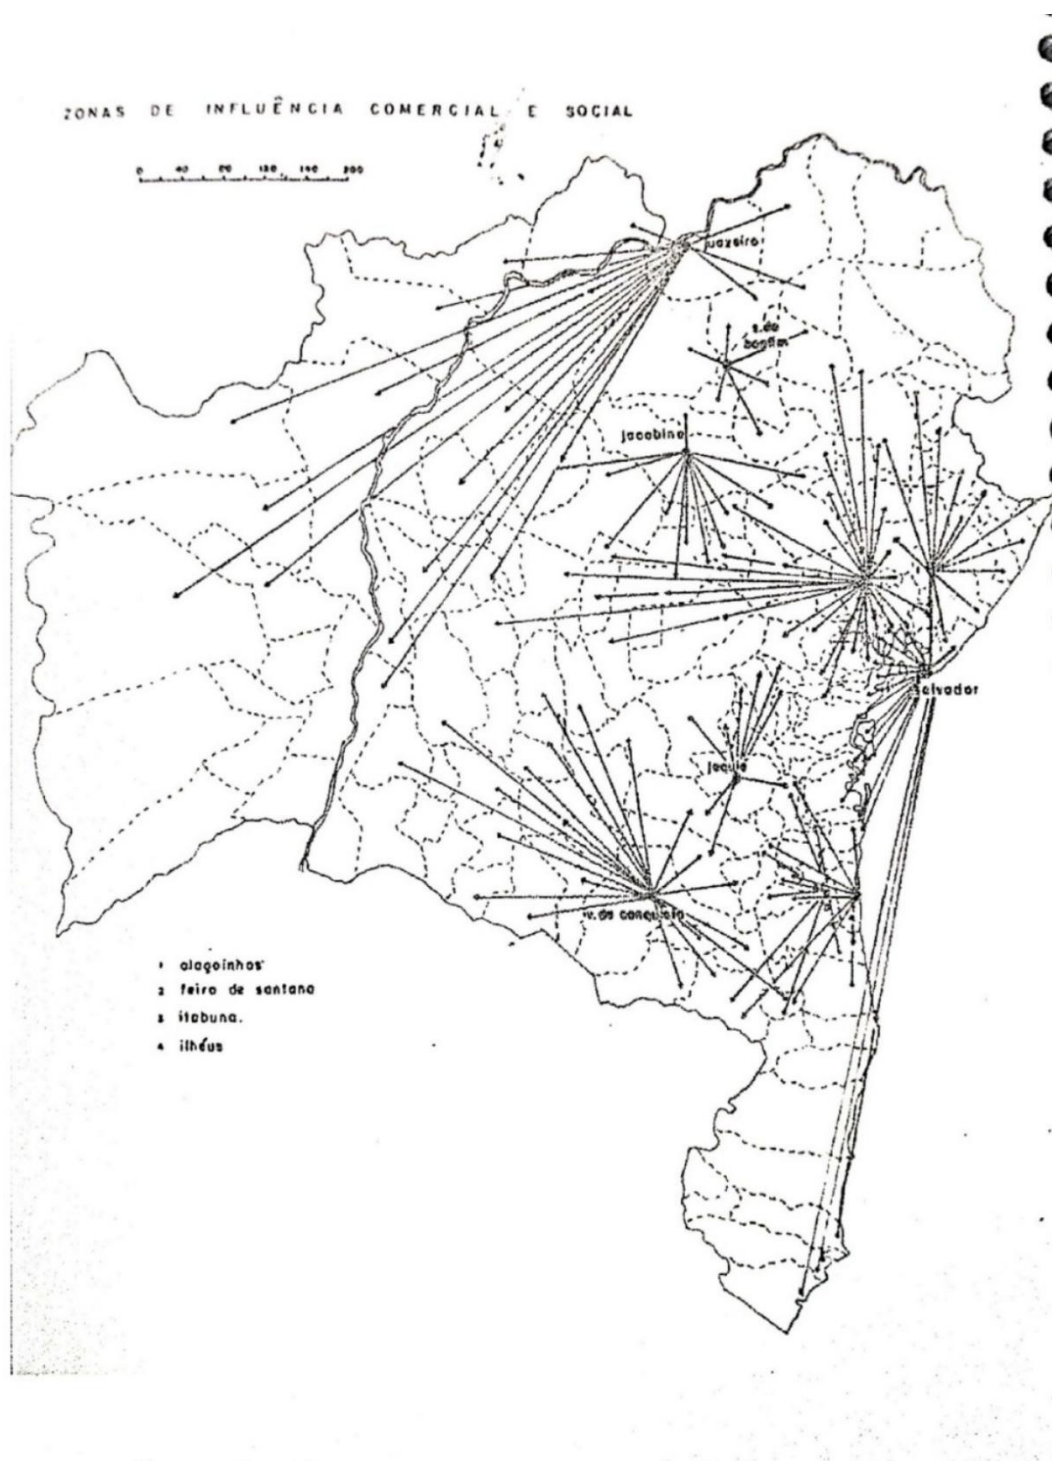 ZONAS DE INFLUÊNCIA COMERCIAL E SOCIAL
0 40 80 120 160 200
juazeiro
s.do
bonfim
jacobina
salvador
jequie
v.da conquista
1 alagoinhas
2 feira de santana
3 itabuna.
4 ilhéus